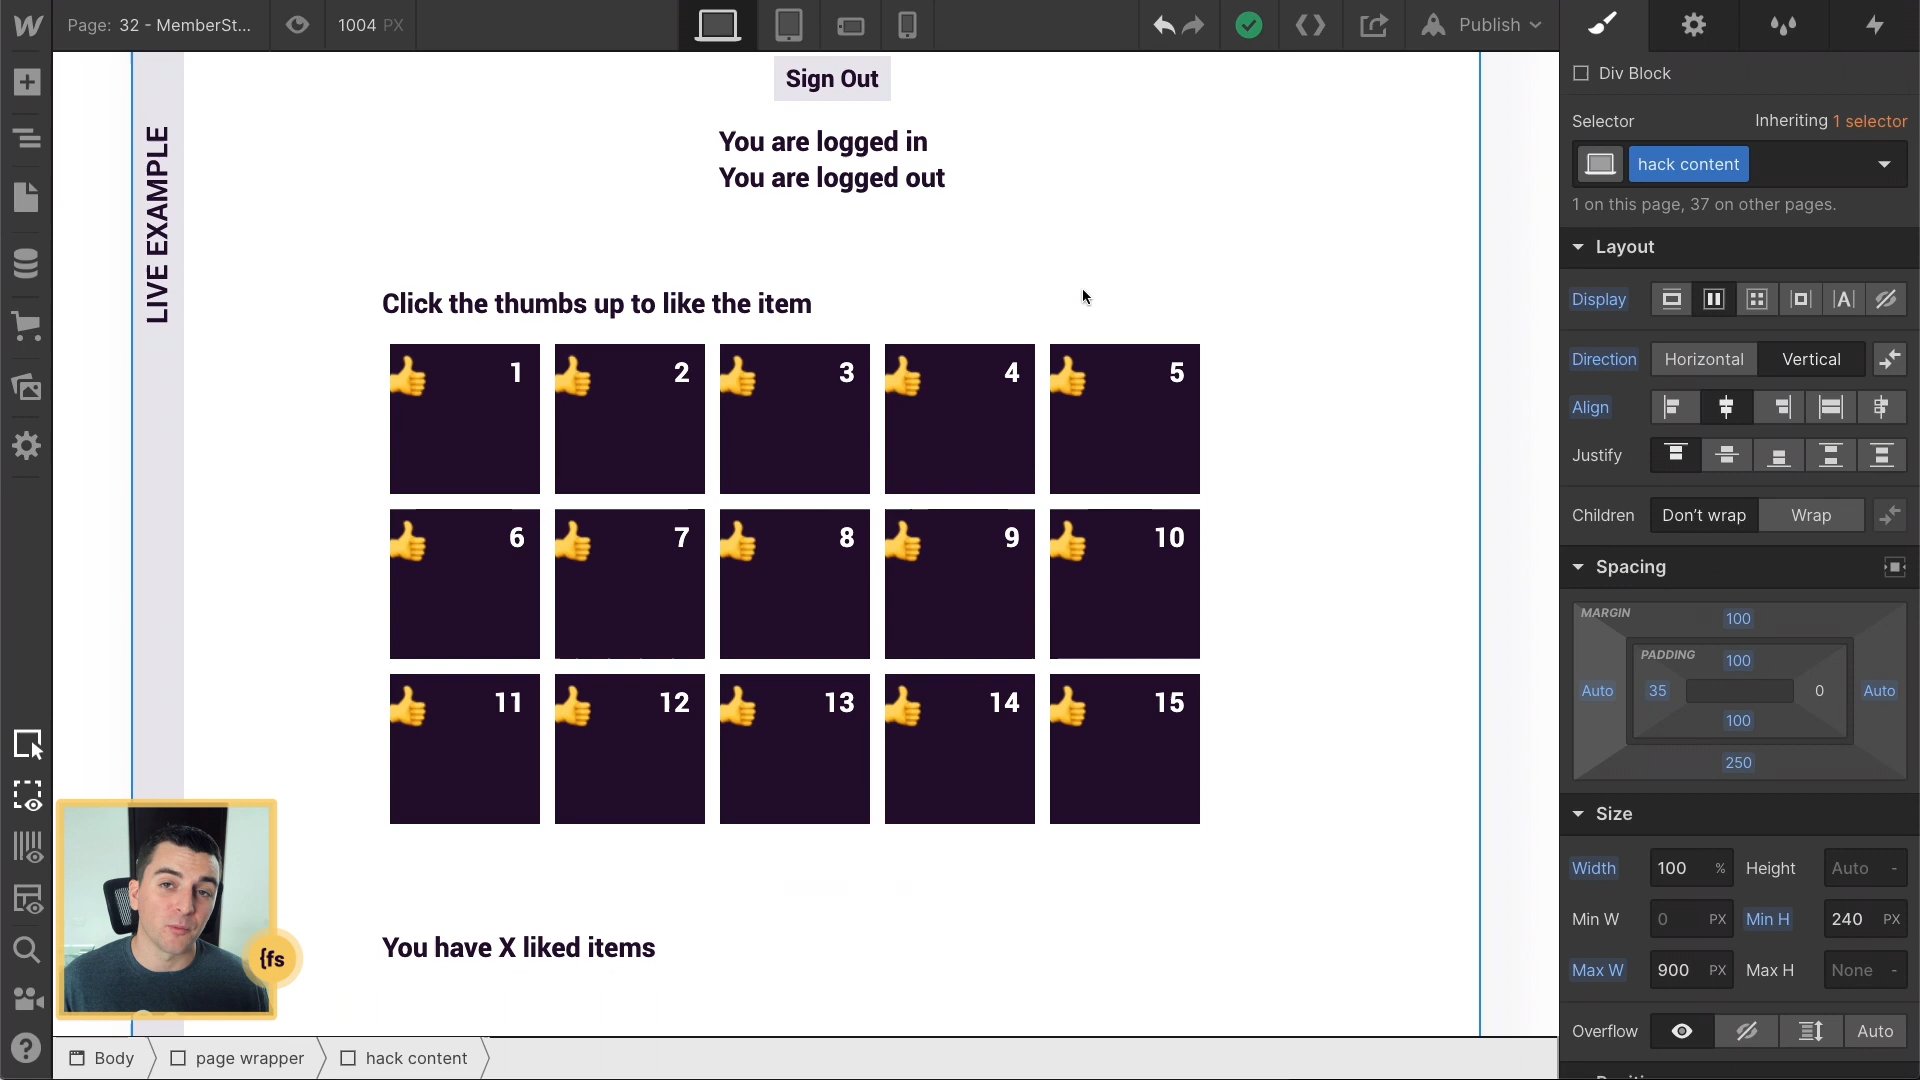 Page: 32 - MemberSt...
1004 PX
Publish
Sign Out
You are logged in
You are logged out
LIVE EXAMPLE
Click the thumbs up to like the item
1
2
3
4
5
6
7
8
9
10
11
12
13
14
15
You have X liked items
{fs
Body
page wrapper
hack content
Div Block
Selector
Inheriting 1 selector
hack content
1 on this page, 37 on other pages.
Layout
Display
Direction
Horizontal
Vertical
Align
Justify
Children
Don't wrap
Wrap
Spacing
MARGIN
100
PADDING
100
Auto
35
0
Auto
100
250
Size
Width
100 %
Height
Auto -
Min W
0 PX
Min H
240 PX
Max W
900 PX
Max H
None -
Overflow
Auto